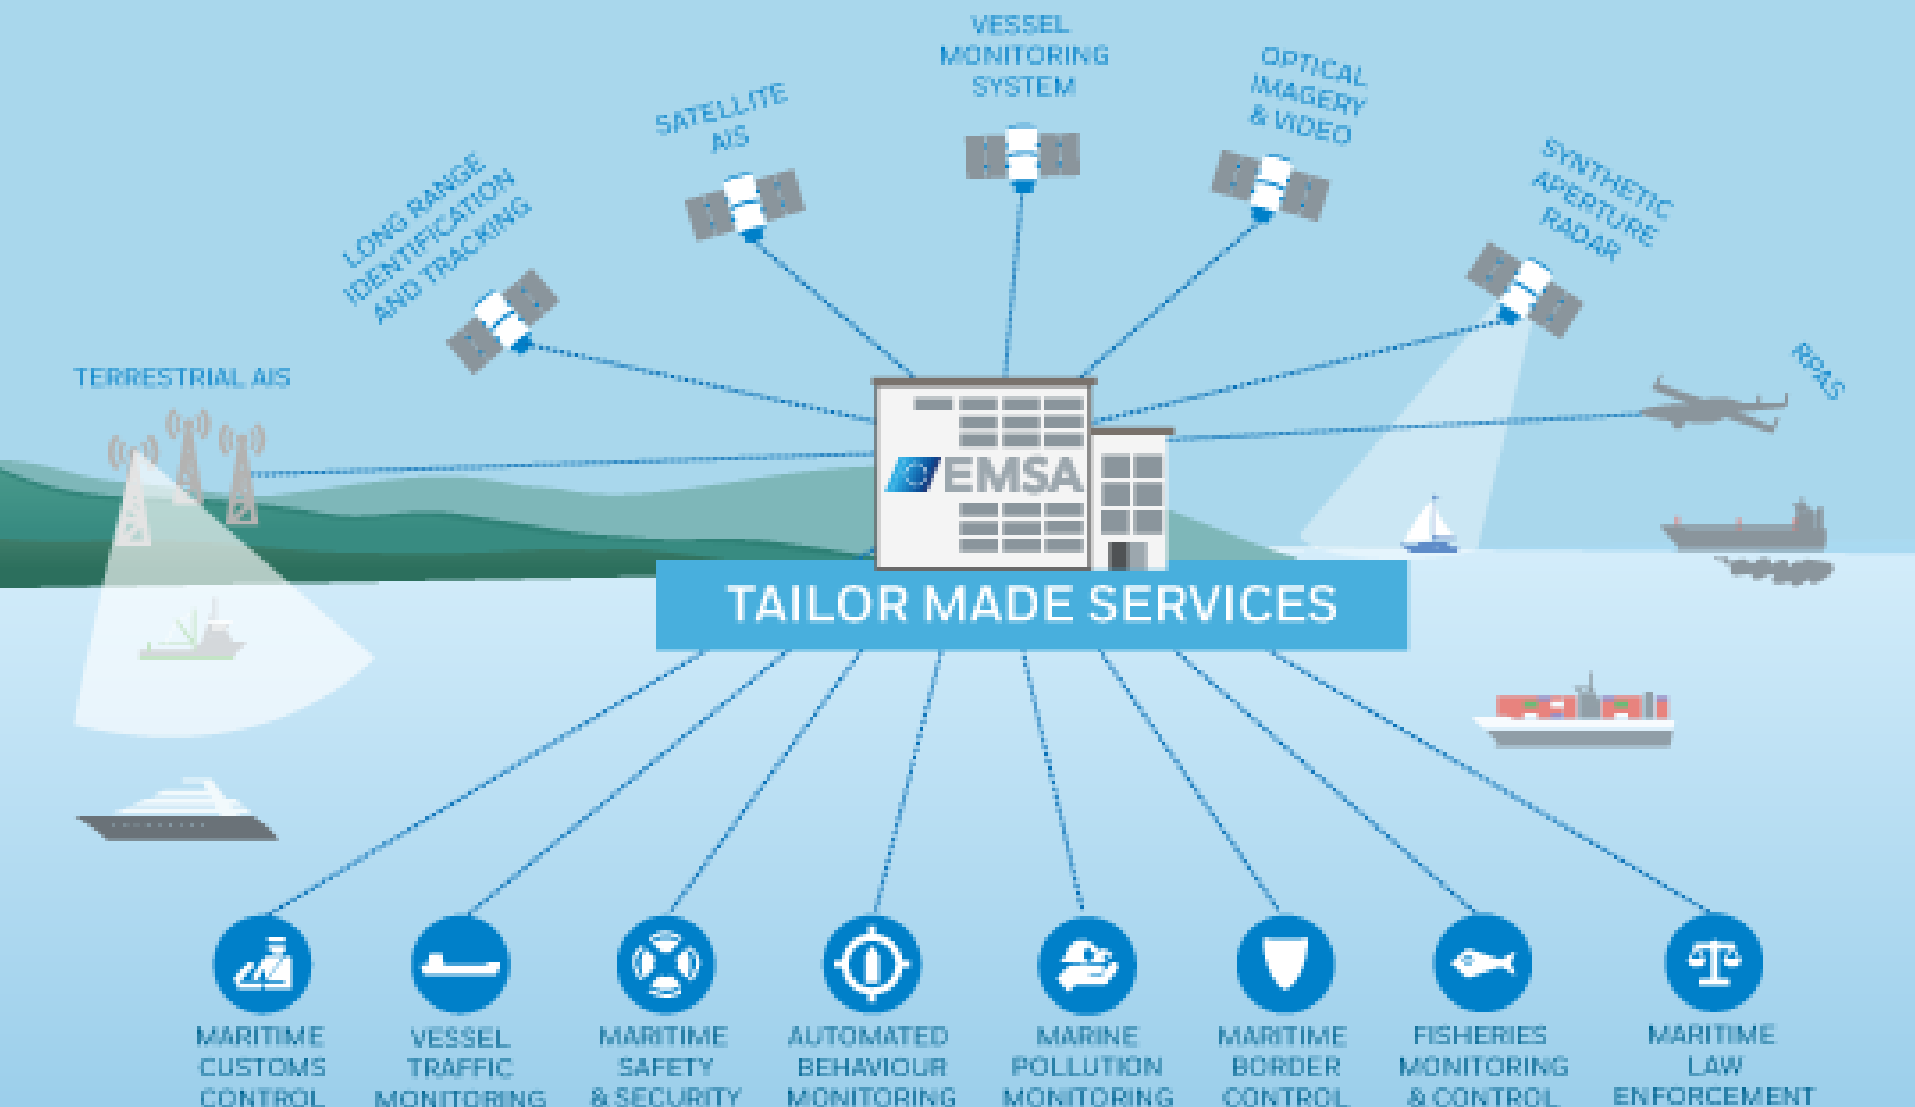 VESSEL
MONITORING
SYSTEM
OPTICAL
IMAGERY
& VIDEO
SATELLITE
AIS
SYNTHETIC
APERTURE
RADAR
LONG RANGE
IDENTIFICATION
AND TRACKING
RPAS
TERRESTRIAL AIS
EMSA
TAILOR MADE SERVICES
MARITIME
CUSTOMS
CONTROL
VESSEL
TRAFFIC
MONITORING
MARITIME
SAFETY
& SECURITY
AUTOMATED
BEHAVIOUR
MONITORING
MARINE
POLLUTION
MONITORING
MARITIME
BORDER
CONTROL
FISHERIES
MONITORING
& CONTROL
MARITIME
LAW
ENFORCEMENT